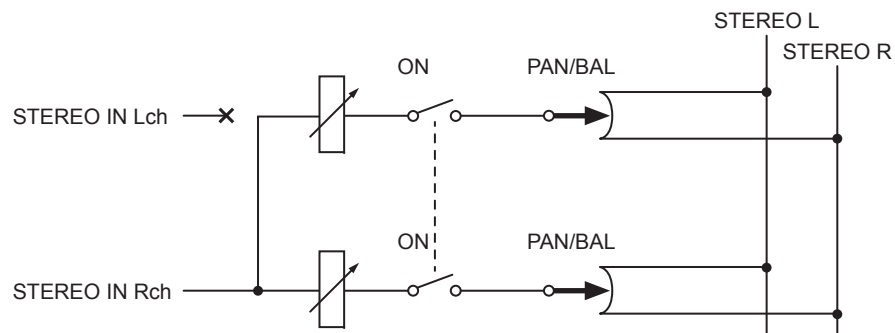 STEREO L
STEREO R
ON
PAN/BAL
STEREO IN Lch
ON
PAN/BAL
STEREO IN Rch